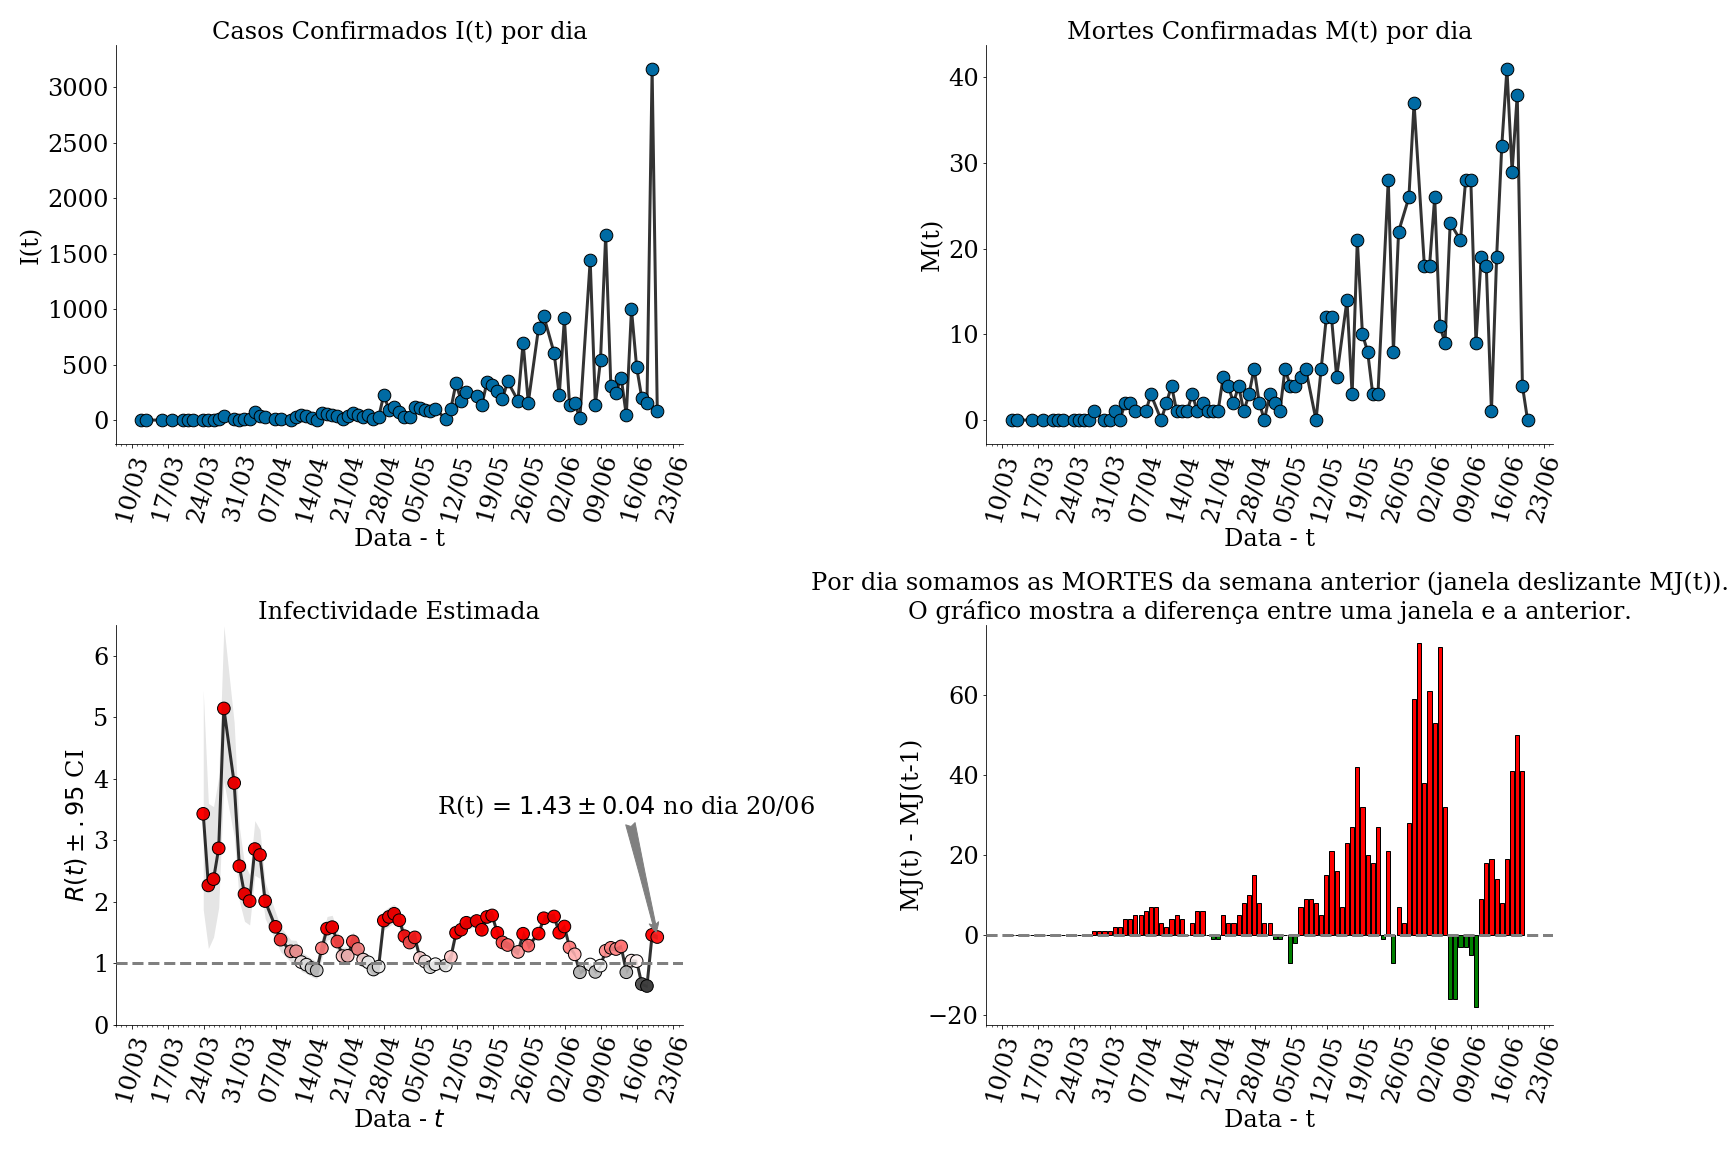 Casos Confirmados I(t) por dia
I(t)
3000
2500
2000
1500
1000
500
0
10/03 17/03 24/03 31/03 07/04 14/04 21/04 28/04 05/05 12/05 19/05 26/05 02/06 09/06 16/06 23/06
Data - t
Mortes Confirmadas M(t) por dia
M(t)
40
30
20
10
0
10/03 17/03 24/03 31/03 07/04 14/04 21/04 28/04 05/05 12/05 19/05 26/05 02/06 09/06 16/06 23/06
Data - t
Infectividade Estimada
R(t) ± .95 CI
6
5
4
3
2
1
0
R(t) = 1.43 ± 0.04 no dia 20/06
10/03 17/03 24/03 31/03 07/04 14/04 21/04 28/04 05/05 12/05 19/05 26/05 02/06 09/06 16/06 23/06
Data - t
Por dia somamos as MORTES da semana anterior (janela deslizante MJ(t)).
O gráfico mostra a diferença entre uma janela e a anterior.
MJ(t) - MJ(t-1)
60
40
20
0
−20
10/03 17/03 24/03 31/03 07/04 14/04 21/04 28/04 05/05 12/05 19/05 26/05 02/06 09/06 16/06 23/06
Data - t